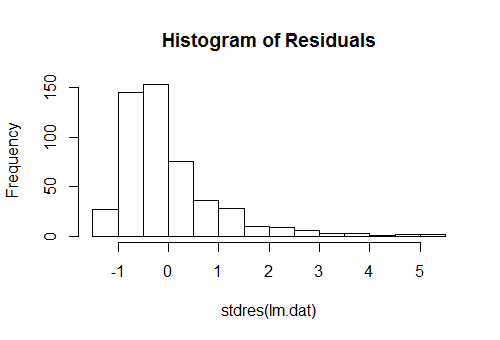 Histogram of Residuals
Frequency
150
100
50
0
-1 0 1 2 3 4 5
stdres(lm.dat)